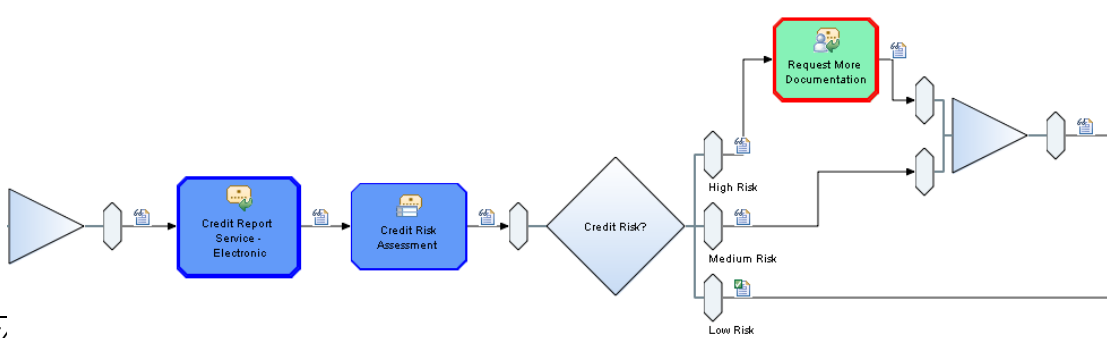 Request More
Documentation
High Risk
Credit Report
Service -
Electronic
Credit Risk
Assessment
Credit Risk?
Medium Risk
Low Risk